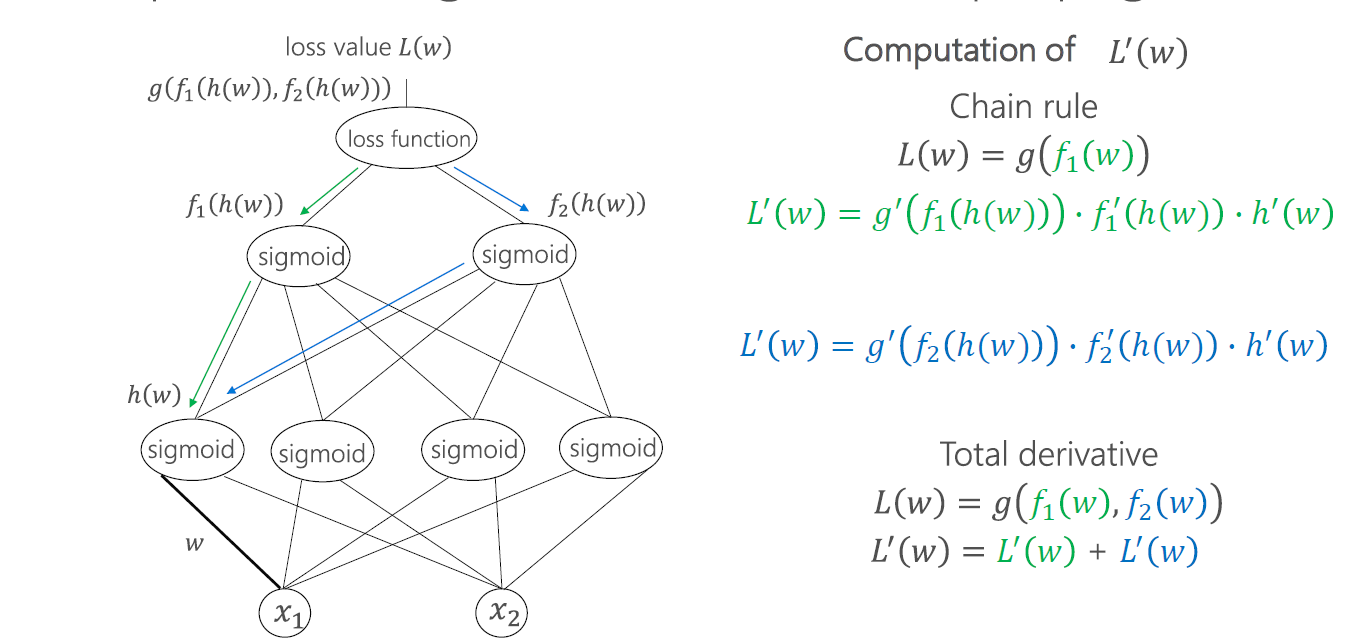 loss value L(w)
g(f₁(h(w)), f₂(h(w)))
loss function
f₁(h(w))
f₂(h(w))
sigmoid
sigmoid
h(w)
sigmoid
sigmoid
sigmoid
sigmoid
w
x₁
x₂
Computation of L′(w)
Chain rule
L(w) = g(f₁(w))
L′(w) = g′(f₁(h(w))) · f₁′(h(w)) · h′(w)
L′(w) = g′(f₂(h(w))) · f₂′(h(w)) · h′(w)
Total derivative
L(w) = g(f₁(w), f₂(w))
L′(w) = L′(w) + L′(w)